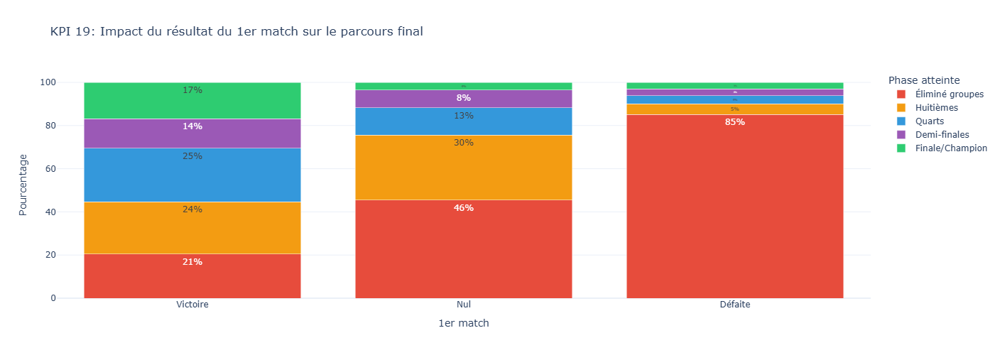 KPI 19: Impact du résultat du 1er match sur le parcours final
Phase atteinte
Éliminé groupes
Huitièmes
Quarts
Demi-finales
Finale/Champion
Pourcentage
100
80
60
40
20
0
17%
14%
25%
24%
21%
8%
13%
30%
46%
5%
85%
Victoire
Nul
Défaite
1er match